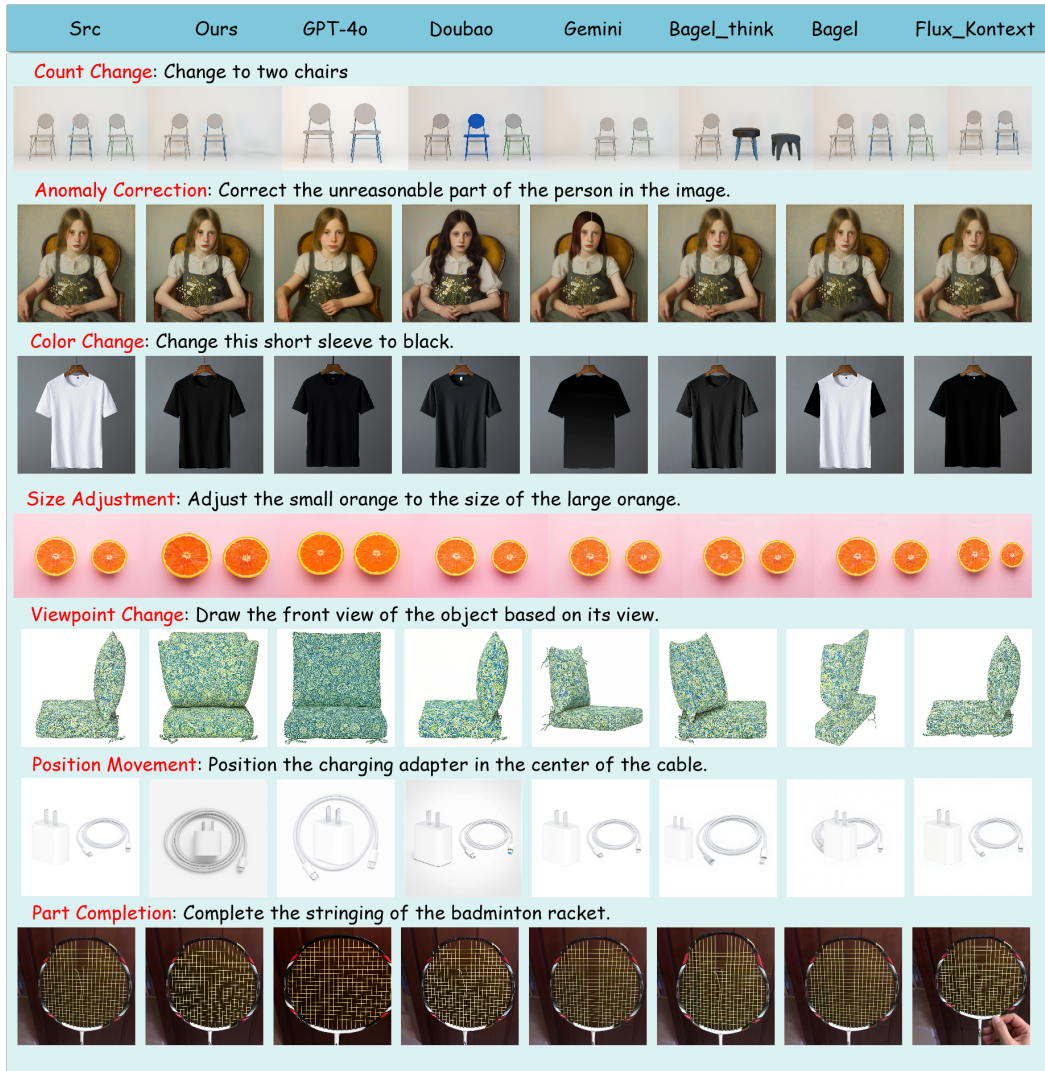 Src Ours GPT-4o Doubao Gemini Bagel_think Bagel Flux_Kontext
Count Change: Change to two chairs
Anomaly Correction: Correct the unreasonable part of the person in the image.
Color Change: Change this short sleeve to black.
Size Adjustment: Adjust the small orange to the size of the large orange.
Viewpoint Change: Draw the front view of the object based on its view.
Position Movement: Position the charging adapter in the center of the cable.
Part Completion: Complete the stringing of the badminton racket.